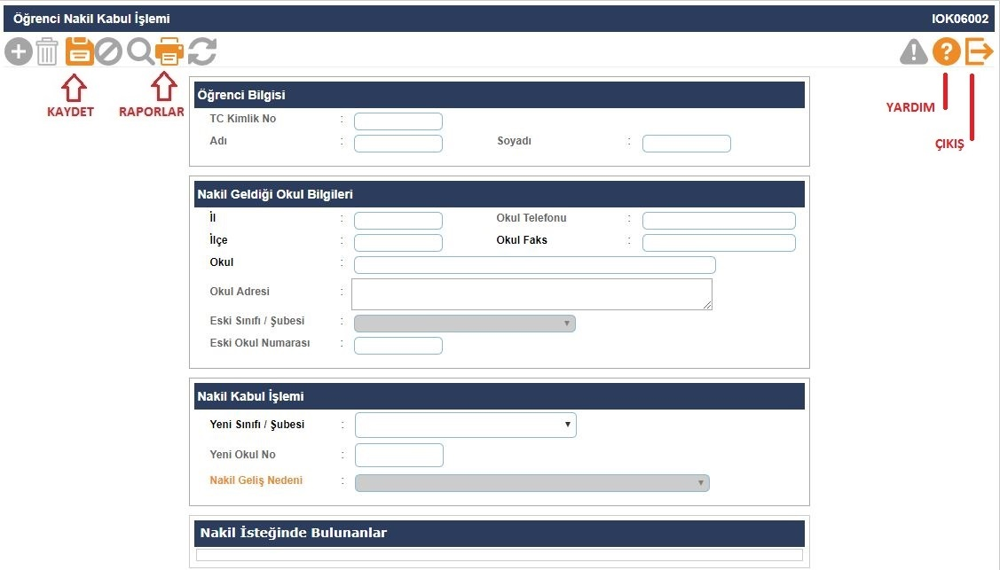 Öğrenci Nakil Kabul İşlemi IOK06002
KAYDET RAPORLAR YARDIM
ÇIKIŞ
Öğrenci Bilgisi
TC Kimlik No :
Adı : Soyadı :
Nakil Geldiği Okul Bilgileri
İl : Okul Telefonu :
İlçe : Okul Faks :
Okul :
Okul Adresi :
Eski Sınıfı / Şubesi :
Eski Okul Numarası :
Nakil Kabul İşlemi
Yeni Sınıfı / Şubesi :
Yeni Okul No :
Nakil Geliş Nedeni :
Nakil İsteğinde Bulunanlar